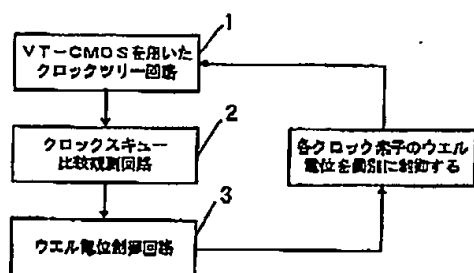 1
VT-CMOSを用いた
クロックツリー回路
2
クロックスキュー
比較観測回路
各クロック素子のウエル
電位を個別に制御する
3
ウエル電位制御回路